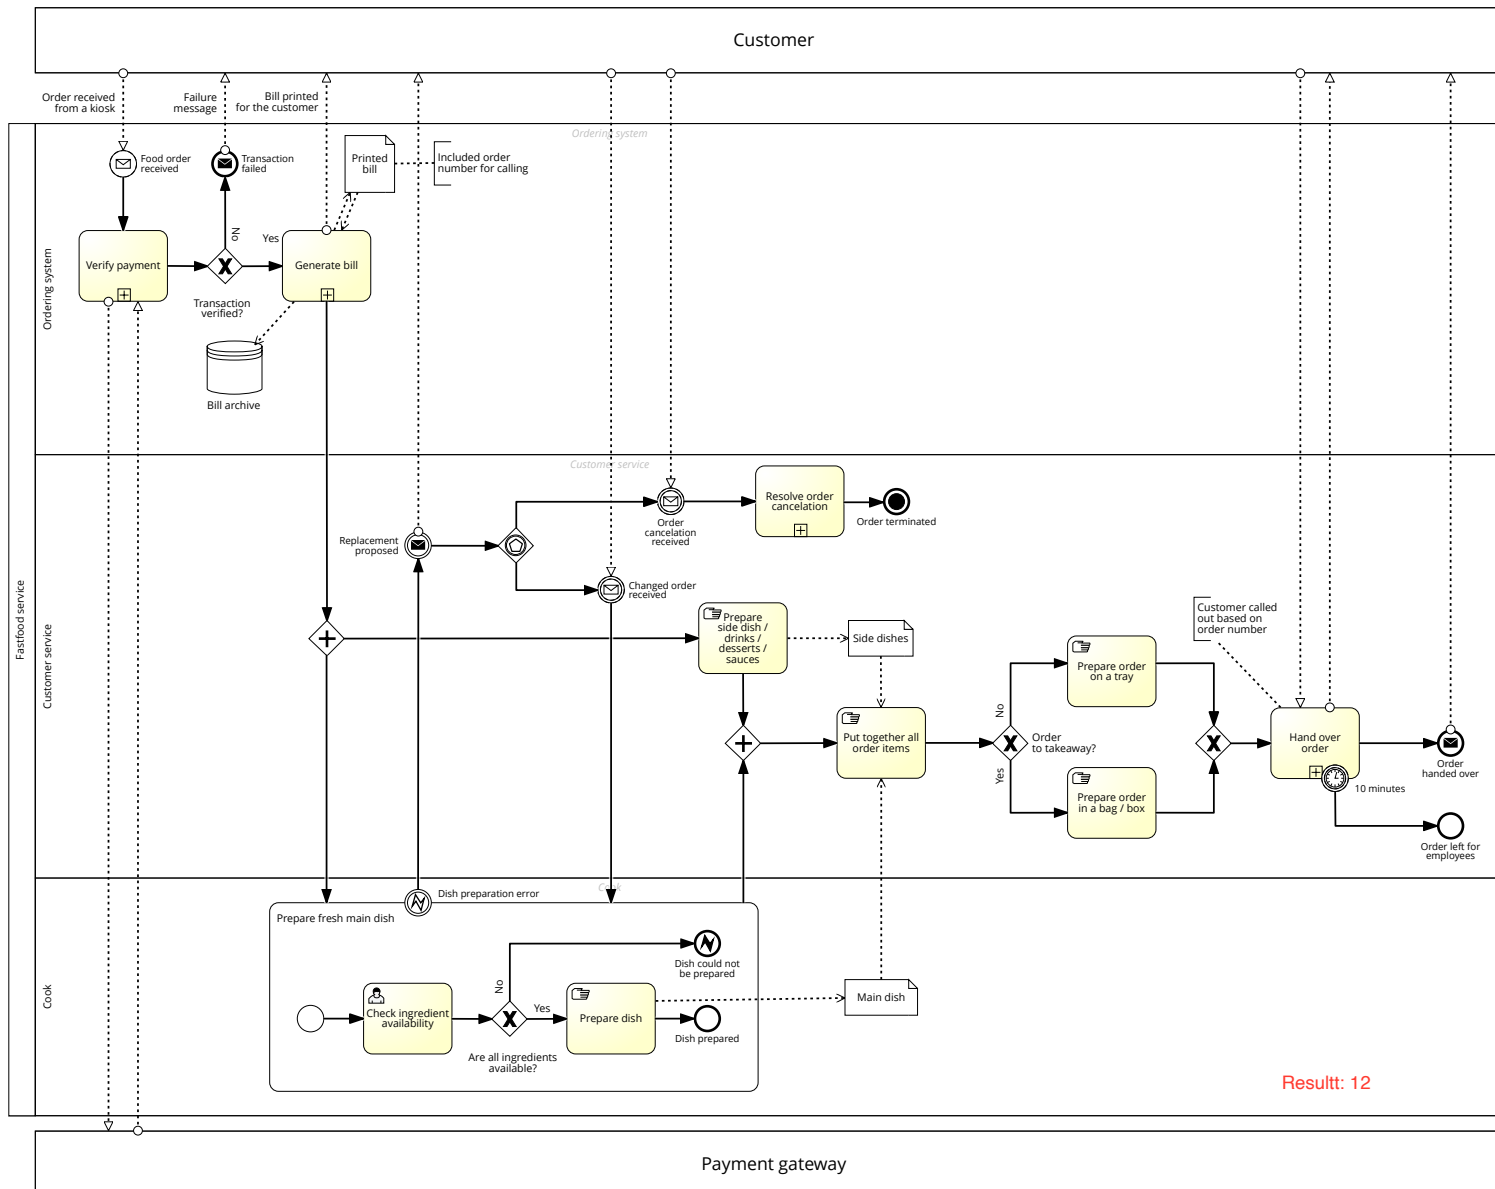 Customer
Order received
from a kiosk
Failure
message
Bill printed
for the customer
Ordering system
Food order
received
Transaction
failed
Printed
bill
Included order
number for calling
No
Yes
Verify payment
Generate bill
Ordering system
Transaction
verified?
Bill archive
Customer service
Resolve order
cancelation
Order
cancelation
received
Order terminated
Replacement
proposed
Changed order
received
Fastfood service
Customer service
Prepare
side dish /
drinks /
desserts /
sauces
Side dishes
Customer called
out based on
order number
Prepare order
on a tray
No
Put together all
order items
Order
to takeaway?
Yes
Hand over
order
Order
handed over
10 minutes
Prepare order
in a bag / box
Order left for
employees
Cook
Dish preparation error
Prepare fresh main dish
Dish could not
be prepared
No
Cook
Check ingredient
availability
Yes
Prepare dish
Main dish
Dish prepared
Are all ingredients
available?
Resultt: 12
Payment gateway